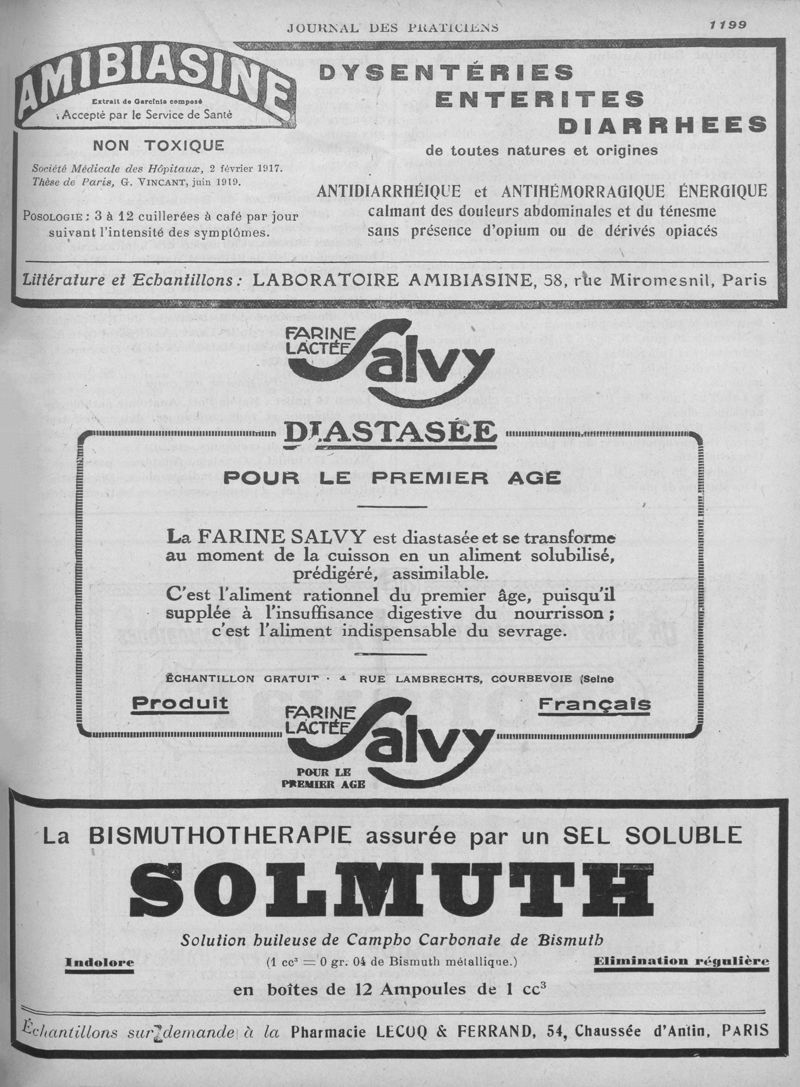 JOURNAL DES PRATICIENS
1199
AMIBIASINE
Extrait de Garcinia composé
Accepté par le Service de Santé
NON TOXIQUE
Société Médicale des Hôpitaux, 2 février 1917.
Thèse de Paris, G. VINCANT, juin 1919.
POSOLOGIE : 3 à 12 cuillerées à café par jour
suivant l'intensité des symptômes.
DYSENTÉRIES
ENTERITES
DIARRHEES
de toutes natures et origines
ANTIDIARRHÉIQUE et ANTIHÉMORRAGIQUE ÉNERGIQUE
calmant des douleurs abdominales et du ténesme
sans présence d'opium ou de dérivés opiacés
Littérature et Echantillons : LABORATOIRE AMIBIASINE, 58, rue Miromesnil, Paris
FARINE
LACTÉE
Salvy
DIASTASÉE
POUR LE PREMIER AGE
La FARINE SALVY est diastasée et se transforme
au moment de la cuisson en un aliment solubilisé,
prédigéré, assimilable.
C'est l'aliment rationnel du premier âge, puisqu'il
supplée à l'insuffisance digestive du nourrisson ;
c'est l'aliment indispensable du sevrage.
ÉCHANTILLON GRATUIT · 4 RUE LAMBRECHTS, COURBEVOIE (Seine
Produit
Français
FARINE
LACTÉE
Salvy
POUR LE
PREMIER AGE
La BISMUTHOTHERAPIE assurée par un SEL SOLUBLE
SOLMUTH
Solution huileuse de Campho Carbonate de Bismuth
Indolore
(1 cc³ = 0 gr. 04 de Bismuth métallique.)
Elimination régulière
en boîtes de 12 Ampoules de 1 cc³
Échantillons sur demande à la Pharmacie LECUQ & FERRAND, 54, Chaussée d'Antin, PARIS